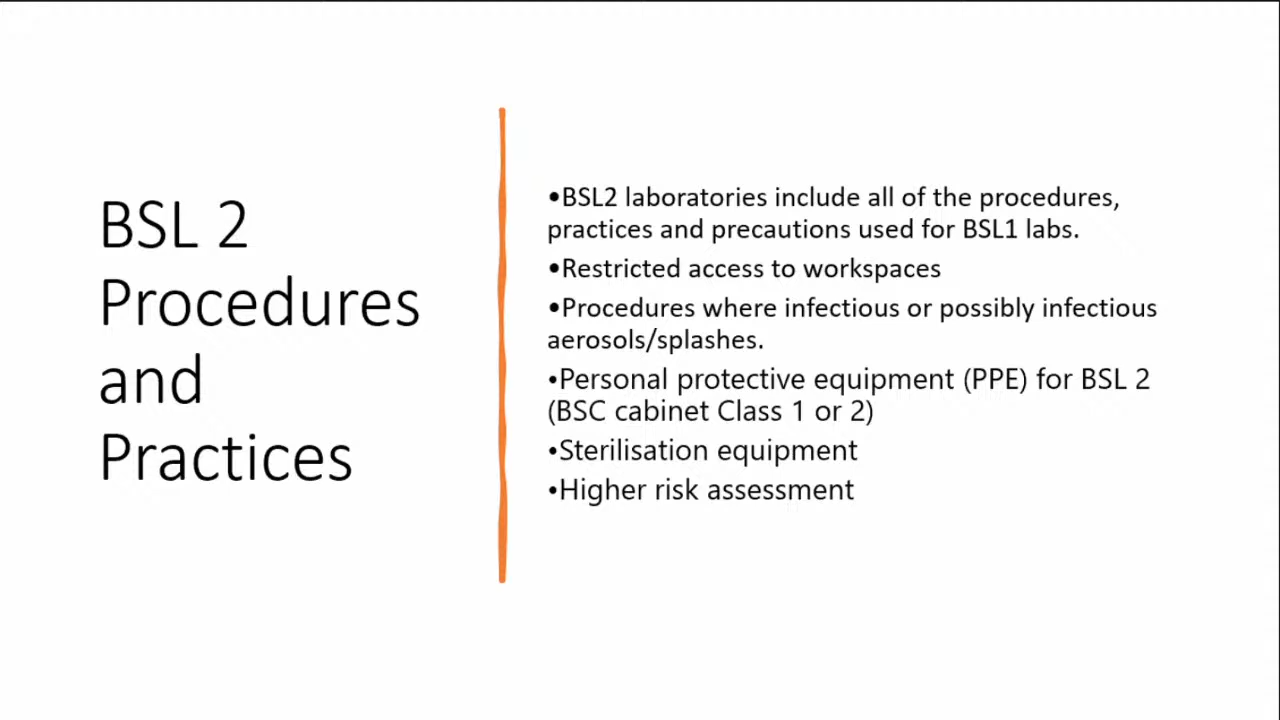 BSL 2
Procedures
and
Practices
•BSL2 laboratories include all of the procedures,
practices and precautions used for BSL1 labs.
•Restricted access to workspaces
•Procedures where infectious or possibly infectious
aerosols/splashes.
•Personal protective equipment (PPE) for BSL 2
(BSC cabinet Class 1 or 2)
•Sterilisation equipment
•Higher risk assessment